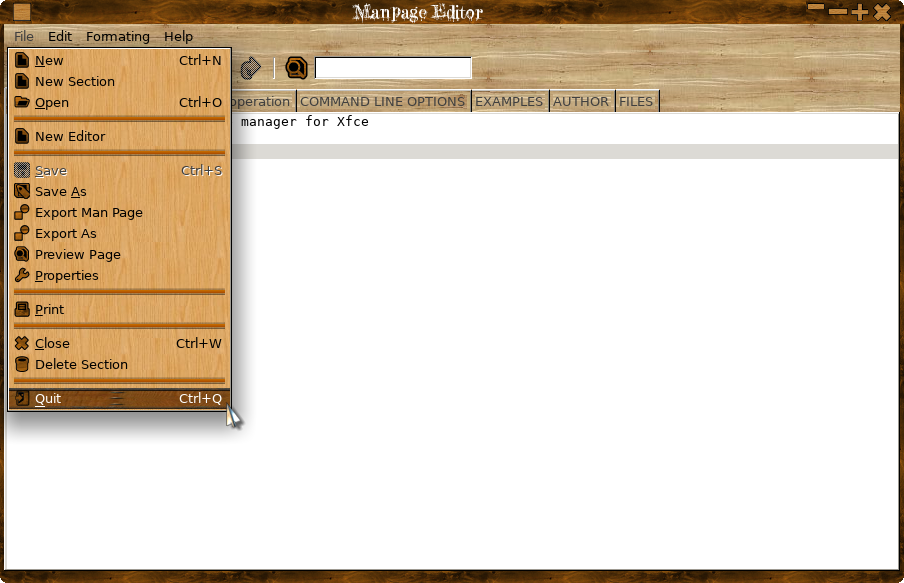 Manpage Editor
File Edit Formating Help
New Ctrl+N
New Section
Open Ctrl+O
operation COMMAND LINE OPTIONS EXAMPLES AUTHOR FILES
manager for Xfce
New Editor
Save Ctrl+S
Save As
Export Man Page
Export As
Preview Page
Properties
Print
Close Ctrl+W
Delete Section
Quit Ctrl+Q